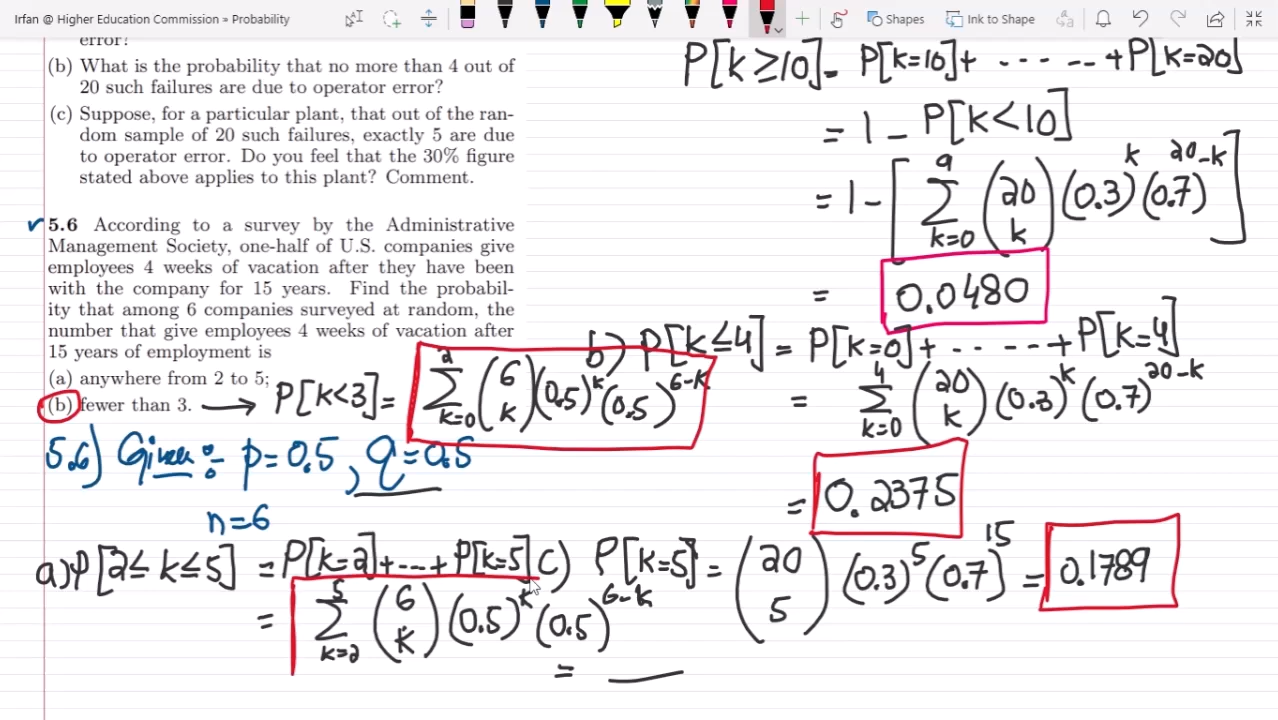 Irfan @ Higher Education Commission » Probability
Shapes
Ink to Shape
error?
(b) What is the probability that no more than 4 out of
20 such failures are due to operator error?
(c) Suppose, for a particular plant, that out of the ran-
dom sample of 20 such failures, exactly 5 are due
to operator error. Do you feel that the 30% figure
stated above applies to this plant? Comment.
5.6 According to a survey by the Administrative
Management Society, one-half of U.S. companies give
employees 4 weeks of vacation after they have been
with the company for 15 years. Find the probabil-
ity that among 6 companies surveyed at random, the
number that give employees 4 weeks of vacation after
15 years of employment is
(a) anywhere from 2 to 5;
(b) fewer than 3. → P[k<3] = ∑_{k=0}^{2} (6 k) (0.5)^k (0.5)^{6-k}
5.6) Given: p=0.5, q=0.5
n=6
a) P[2≤k≤5] = P[k=2]+---+P[k=5]
= ∑_{k=2}^{5} (6 k) (0.5)^k (0.5)^{6-k}
= __
P[k≥10] = P[k=10]+ ------ +P[k=20]
= 1 - P[k<10]
= 1 - [∑_{k=0}^{9} (20 k) (0.3)^k (0.7)^{20-k}]
= 0.0480
b) P[k≤4] = P[k=0]+ ----- +P[k=4]
= ∑_{k=0}^{4} (20 k) (0.3)^k (0.7)^{20-k}
= 0.2375
C) P[k=5] = (20 5) (0.3)^5 (0.7)^15 = 0.1789